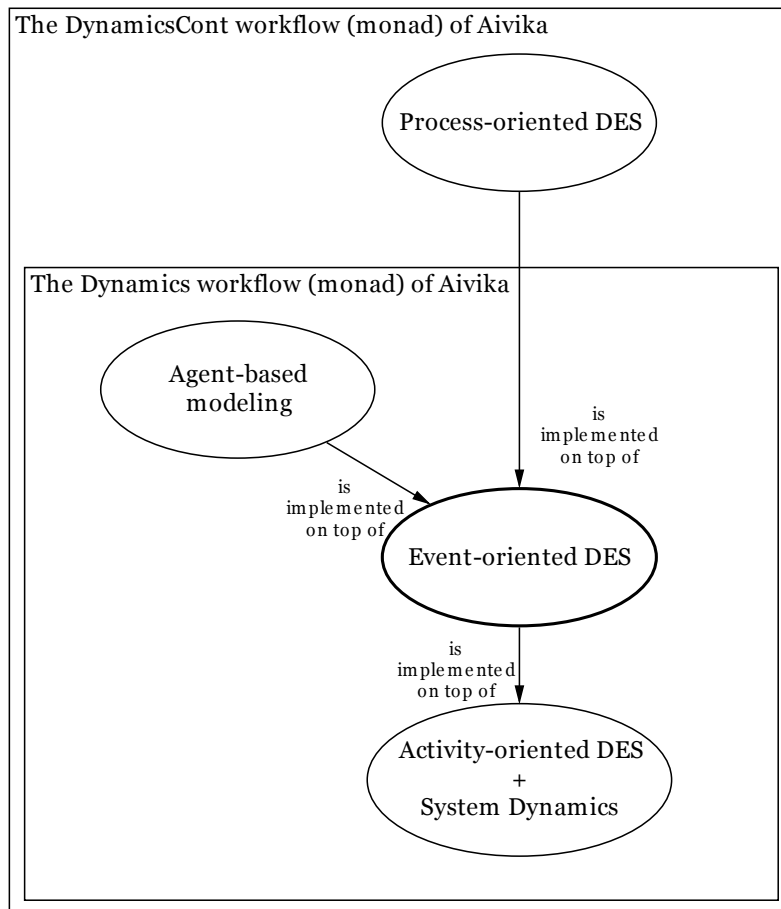 The DynamicsCont workflow (monad) of Aivika
Process-oriented DES
The Dynamics workflow (monad) of Aivika
Agent-based
modeling
is
implemented
on top of
is
implemented
on top of
Event-oriented DES
is
implemented
on top of
Activity-oriented DES
+
System Dynamics